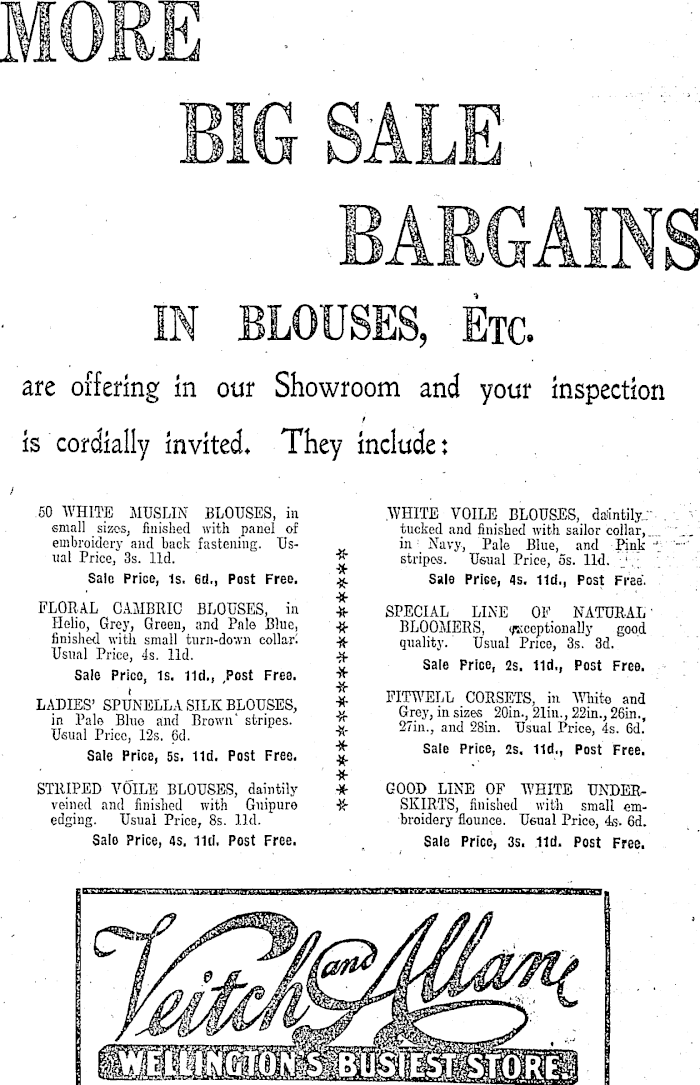 MORE
BIG SALE
BARGAINS
IN BLOUSES, ETC.
are offering in our Showroom and your inspection
is cordially invited. They include:
50 WHITE MUSLIN BLOUSES, in
small sizes, finished with panel of
embroidery and back fastening. Us-
ual Price, 3s. 11d.
Sale Price, 1s. 6d., Post Free.
FLORAL CAMBRIC BLOUSES, in
Helio, Grey, Green, and Pale Blue,
finished with small turn-down collar.
Usual Price, 4s. 11d.
Sale Price, 1s. 11d., Post Free.
LADIES' SPUNELLA SILK BLOUSES,
in Pale Blue and Brown stripes.
Usual Price, 12s. 6d.
Sale Price, 5s. 11d. Post Free.
STRIPED VOILE BLOUSES, daintily
veined and finished with Guipure
edging. Usual Price, 8s. 11d.
Sale Price, 4s. 11d. Post Free.
WHITE VOILE BLOUSES, daintily
tucked and finished with sailor collar,
in Navy, Pale Blue, and Pink
stripes. Usual Price, 5s. 11d.
Sale Price, 4s. 11d., Post Free.
SPECIAL LINE OF NATURAL
BLOOMERS, exceptionally good
quality. Usual Price, 3s. 3d.
Sale Price, 2s. 11d., Post Free.
FITWELL CORSETS, in White and
Grey, in sizes 20in., 21in., 22in., 26in.,
27in., and 28in. Usual Price, 4s. 6d.
Sale Price, 2s. 11d., Post Free.
GOOD LINE OF WHITE UNDER-
SKIRTS, finished with small em-
broidery flounce. Usual Price, 4s. 6d.
Sale Price, 3s. 11d. Post Free.
Veitch and Allan
WELLINGTON'S BUSIEST STORE.